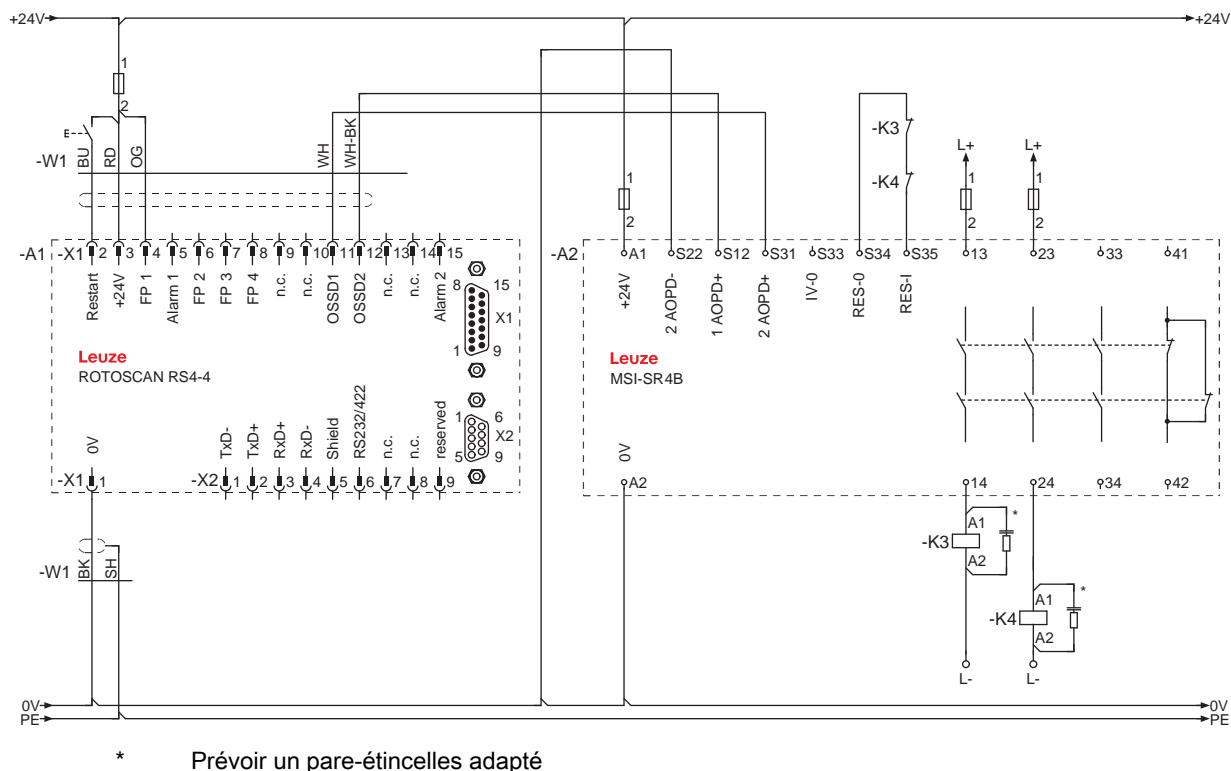 +24V +24V
1
2
E
-W1 BU RD OG WH WH-BK
-K3
-K4
L+ L+
1 1 1
2 2 2
-A1 -X1 2 3 4 5 6 7 8 9 10 11 12 13 14 15
Restart +24V FP 1 Alarm 1 FP 2 FP 3 FP 4 n.c. n.c. OSSD1 OSSD2 n.c. n.c. Alarm 2
8 15
X1
1 9
Leuze
ROTOSCAN RS4-4
1 6
X2
5 9
0V TxD- TxD+ RxD+ RxD- Shield RS232/422 n.c. n.c. reserved
-X1 1 -X2 1 2 3 4 5 6 7 8 9
-A2 A1 S22 S12 S31 S33 S34 S35 13 23 33 41
+24V 2 AOPD- 1 AOPD+ 2 AOPD+ IV-0 RES-0 RES-I
Leuze
MSI-SR4B
0V
A2 14 24 34 42
-W1 BK SH
-K3 A1 A2 *
-K4 A1 A2 *
L- L-
0V 0V
PE PE
* Prévoir un pare-étincelles adapté